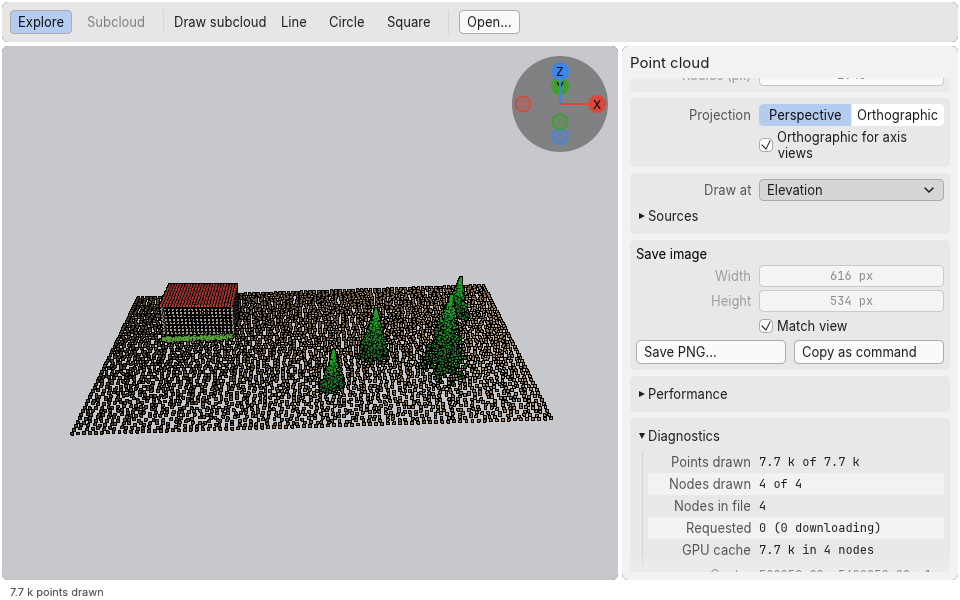 Explore Subcloud Draw subcloud Line Circle Square Open...
Z
Y
X
Point cloud
Projection Perspective Orthographic
Orthographic for axis
views
Draw at Elevation
Sources
Save image
Width 616 px
Height 534 px
Match view
Save PNG... Copy as command
Performance
Diagnostics
Points drawn 7.7 k of 7.7 k
Nodes drawn 4 of 4
Nodes in file 4
Requested 0 (0 downloading)
GPU cache 7.7 k in 4 nodes
7.7 k points drawn